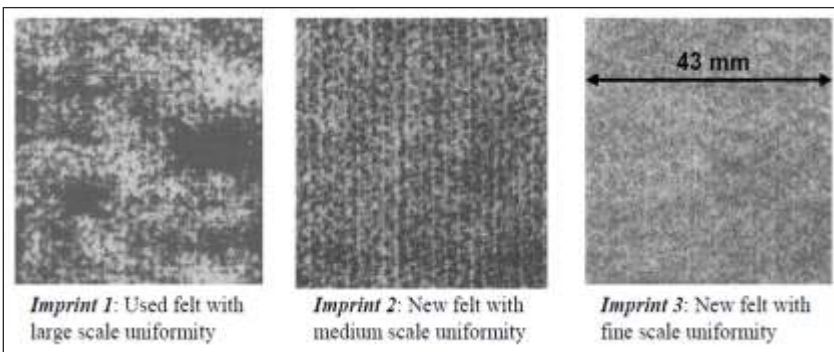 43 mm
Imprint 1: Used felt with
large scale uniformity
Imprint 2: New felt with
medium scale uniformity
Imprint 3: New felt with
fine scale uniformity